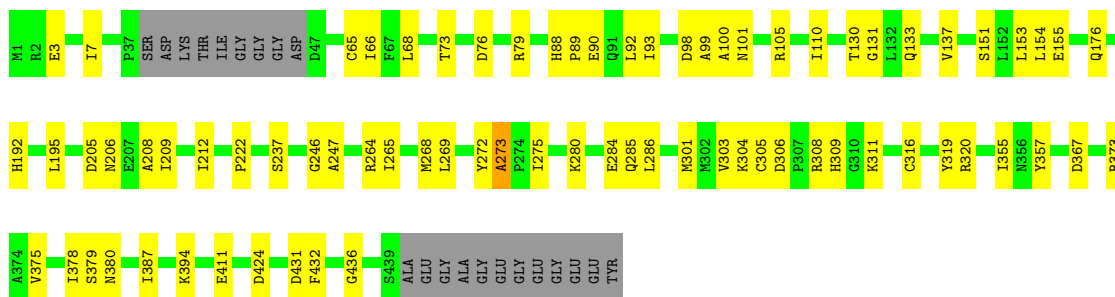 M1 R2 E3 I7 P37 SER ASP LYS THR ILE GLY GLY GLY ASP D47 C65 I66 F67 L68 T73 D76 R79 H88 P89 E90 Q91 L92 I93 D98 A99 A100 N101 R105 I110 T130 G131 L132 Q133 V137 S151 L152 L153 L154 E155 Q176
H192 L195 D205 N206 E207 A208 I209 I212 P222 S237 G246 A247 R264 I265 M268 L269 Y272 A273 P274 I275 K280 E284 Q285 L286 M301 M302 V303 K304 C305 D306 P307 R308 H309 G310 K311 C316 Y319 R320 I355 N356 Y357 D367
A374 V375 I378 S379 N380 I387 K394 E411 D424 D431 F432 G436 S439 ALA GLU GLY ALA GLY GLU GLY GLU GLY GLU GLU TYR